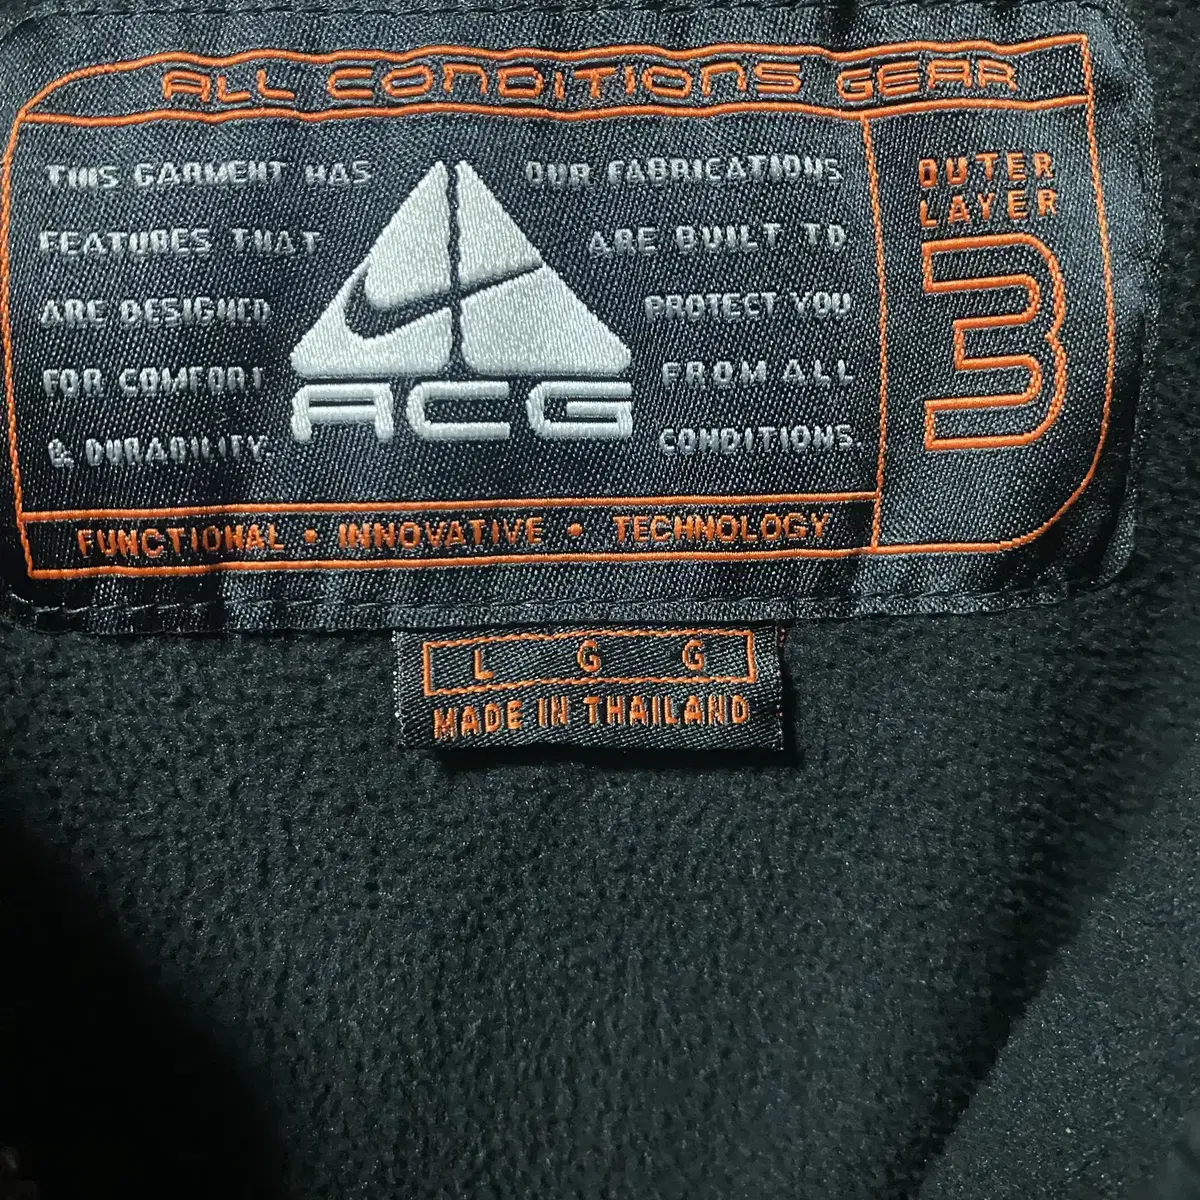 ALL CONDITIONS GEAR
THIS GARMENT HAS
FEATURES THAT
ARE DESIGNED
FOR COMFORT
& DURABILITY.
ACG
OUR FABRICATIONS
ARE BUILT TO
PROTECT YOU
FROM ALL
CONDITIONS.
OUTER
LAYER
3
FUNCTIONAL • INNOVATIVE • TECHNOLOGY
L G G
MADE IN THAILAND